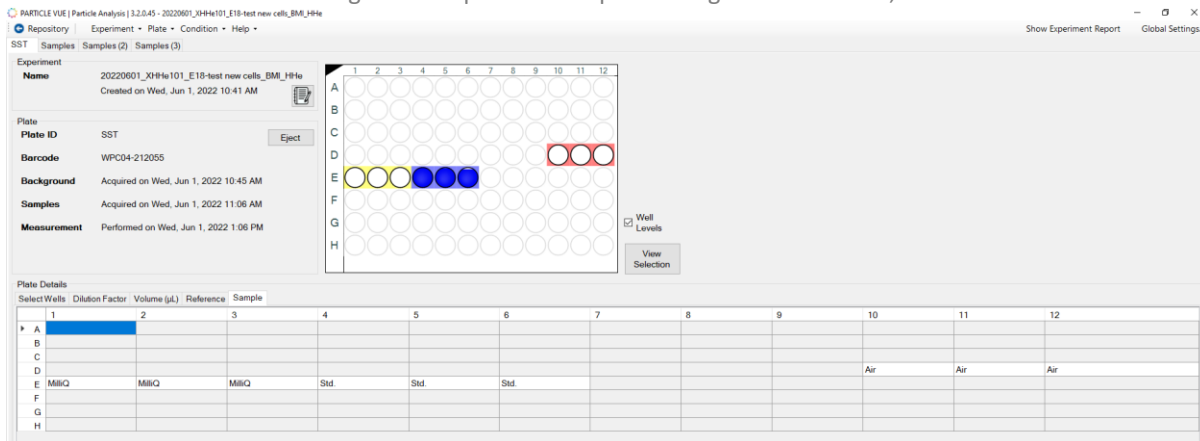 PARTICLE VUE | Particle Analysis | 3.2.0.45 - 20220601_XHHe101_E18-test new cells_BMI_HHe
Repository Experiment Plate Condition Help Show Experiment Report Global Settings
SST Samples Samples (2) Samples (3)
Experiment
Name 20220601_XHHe101_E18-test new cells_BMI_HHe
Created on Wed, Jun 1, 2022 10:41 AM
Plate
Plate ID SST Eject
Barcode WPC04-212055
Background Acquired on Wed, Jun 1, 2022 10:45 AM
Samples Acquired on Wed, Jun 1, 2022 11:06 AM
Measurement Performed on Wed, Jun 1, 2022 1:06 PM
1 2 3 4 5 6 7 8 9 10 11 12
A
B
C
D
E
F
G
H
Well Levels
View Selection
Plate Details
Select Wells Dilution Factor Volume (µL) Reference Sample
1 2 3 4 5 6 7 8 9 10 11 12
A
B
C
D Air Air Air
E MilliQ MilliQ MilliQ Std. Std. Std.
F
G
H